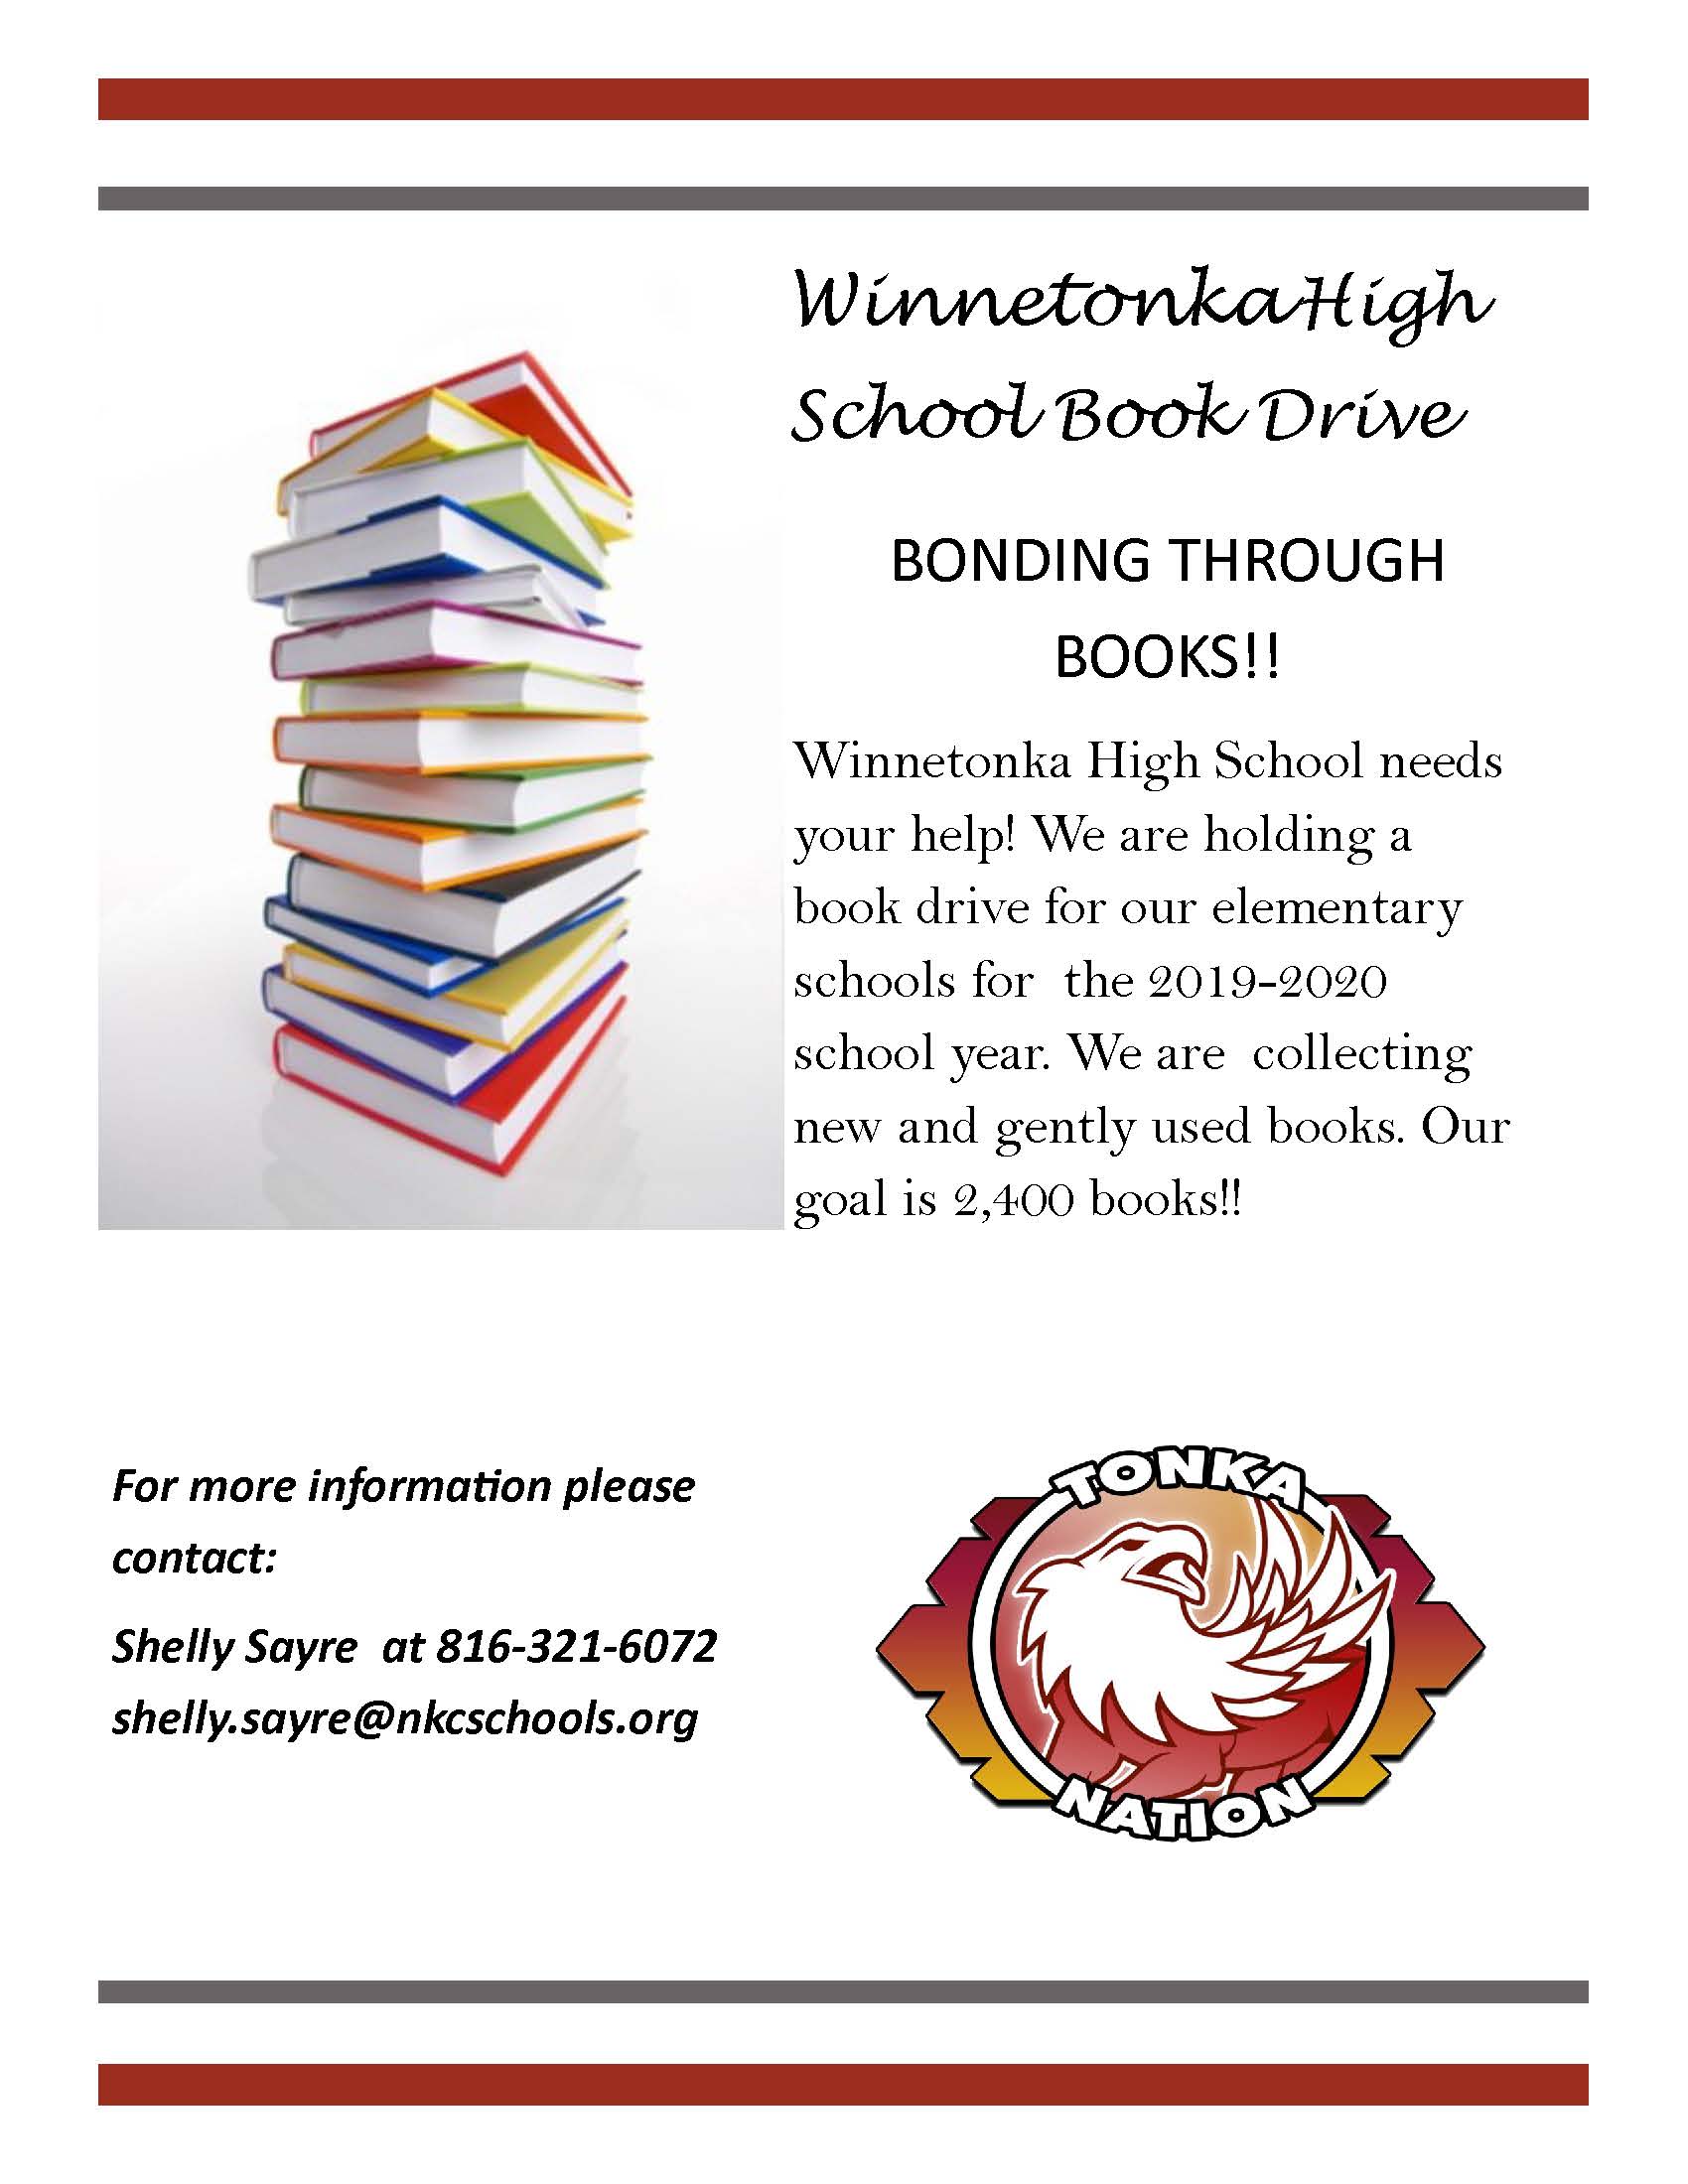 Winnetonka High
School Book Drive
BONDING THROUGH
BOOKS!!
Winnetonka High School needs
your help! We are holding a
book drive for our elementary
schools for the 2019-2020
school year. We are collecting
new and gently used books. Our
goal is 2,400 books!!
For more information please
contact:
Shelly Sayre at 816-321-6072
shelly.sayre@nkcschools.org
TONKA
NATION